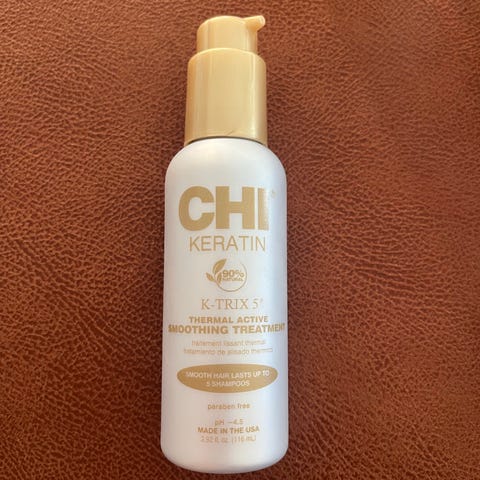 CHI®
KERATIN
90%
NATURAL
K-TRIX 5®
THERMAL ACTIVE
SMOOTHING TREATMENT
traitement lissant thermal
tratamiento de alisado thermico
SMOOTH HAIR LASTS UP TO
5 SHAMPOOS
paraben free
pH ~4.5
MADE IN THE USA
3.92 fl. oz. (116 mL)